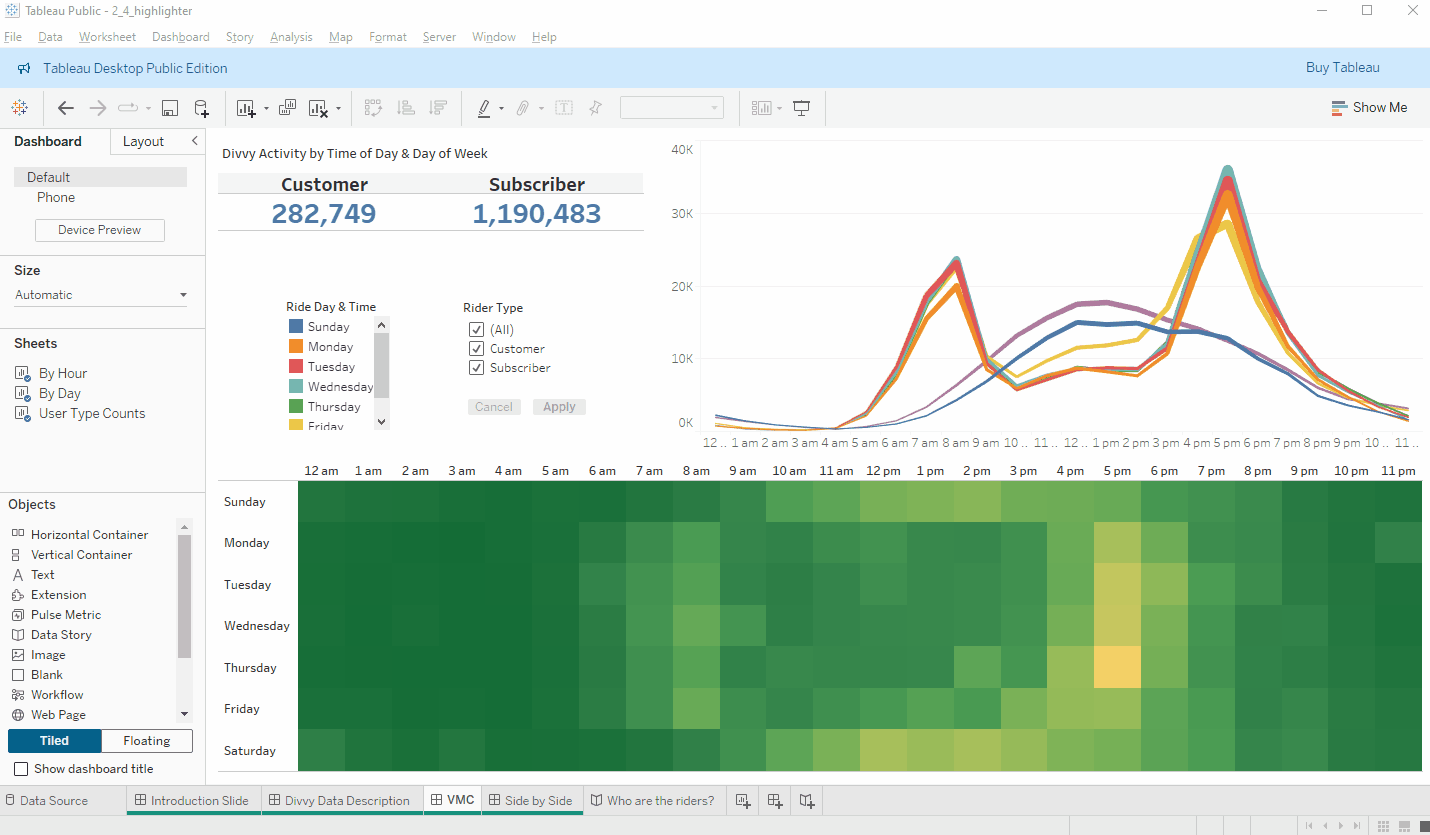 Tableau Public - 2_4_highlighter
File Data Worksheet Dashboard Story Analysis Map Format Server Window Help
Tableau Desktop Public Edition Buy Tableau
Show Me
Dashboard Layout
Default
Phone
Device Preview
Size
Automatic
Sheets
By Hour
By Day
User Type Counts
Objects
Horizontal Container
Vertical Container
Text
Extension
Pulse Metric
Data Story
Image
Blank
Workflow
Web Page
Tiled Floating
Show dashboard title
Divvy Activity by Time of Day & Day of Week
Customer Subscriber
282,749 1,190,483
Ride Day & Time
Sunday
Monday
Tuesday
Wednesday
Thursday
Friday
Rider Type
(All)
Customer
Subscriber
Cancel Apply
40K
30K
20K
10K
0K
12 .. 1 am 2 am 3 am 4 am 5 am 6 am 7 am 8 am 9 am 10 .. 11 .. 12 .. 1 pm 2 pm 3 pm 4 pm 5 pm 6 pm 7 pm 8 pm 9 pm 10 .. 11 ..
12 am 1 am 2 am 3 am 4 am 5 am 6 am 7 am 8 am 9 am 10 am 11 am 12 pm 1 pm 2 pm 3 pm 4 pm 5 pm 6 pm 7 pm 8 pm 9 pm 10 pm 11 pm
Sunday
Monday
Tuesday
Wednesday
Thursday
Friday
Saturday
Data Source Introduction Slide Divvy Data Description VMC Side by Side Who are the riders?